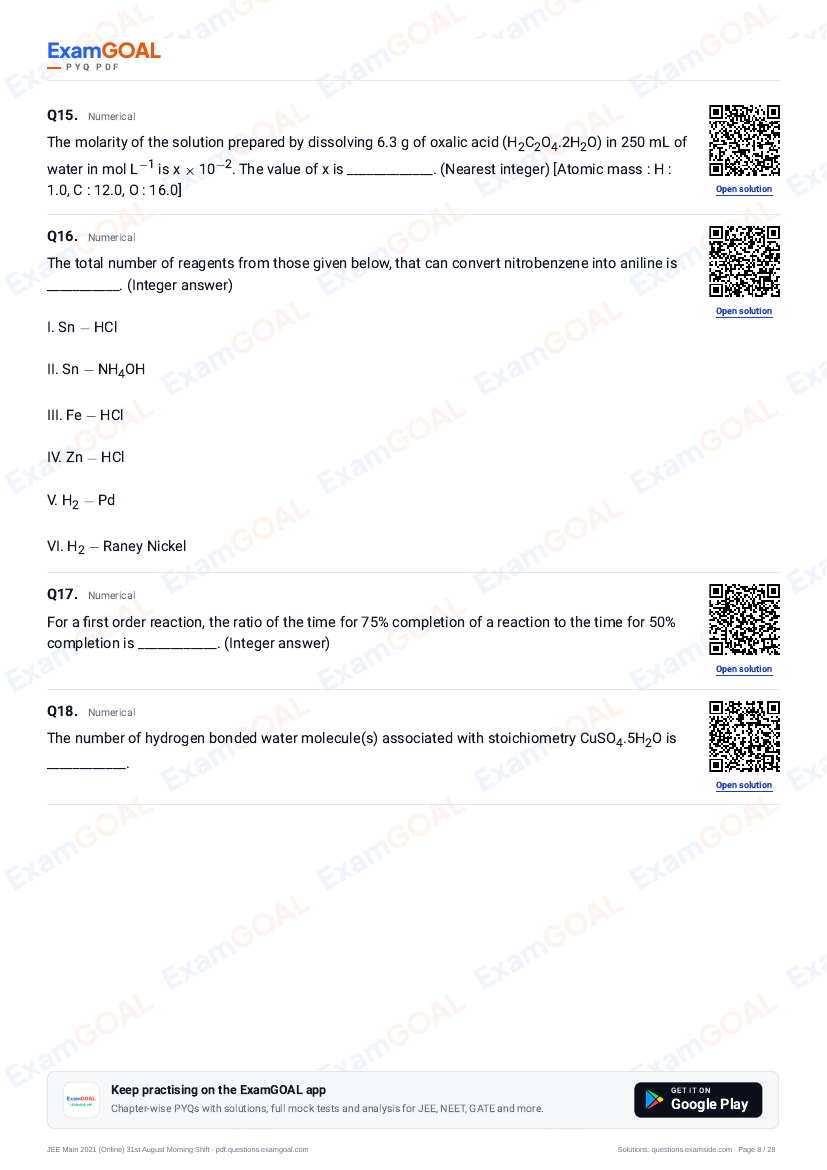 ExamGOAL
PYQ PDF
Q15. Numerical
The molarity of the solution prepared by dissolving 6.3 g of oxalic acid (H₂C₂O₄.2H₂O) in 250 mL of
water in mol L⁻¹ is x × 10⁻². The value of x is _____________. (Nearest integer) [Atomic mass : H :
1.0, C : 12.0, O : 16.0]
Open solution
Q16. Numerical
The total number of reagents from those given below, that can convert nitrobenzene into aniline is
___________. (Integer answer)
Open solution
I. Sn − HCl
II. Sn − NH₄OH
III. Fe − HCl
IV. Zn − HCl
V. H₂ − Pd
VI. H₂ − Raney Nickel
Q17. Numerical
For a first order reaction, the ratio of the time for 75% completion of a reaction to the time for 50%
completion is ____________. (Integer answer)
Open solution
Q18. Numerical
The number of hydrogen bonded water molecule(s) associated with stoichiometry CuSO₄.5H₂O is
____________.
Open solution
Keep practising on the ExamGOAL app
Chapter-wise PYQs with solutions, full mock tests and analysis for JEE, NEET, GATE and more.
GET IT ON
Google Play
JEE Main 2021 (Online) 31st August Morning Shift · pdf.questions.examgoal.com
Solutions: questions.examside.com · Page 8 / 28